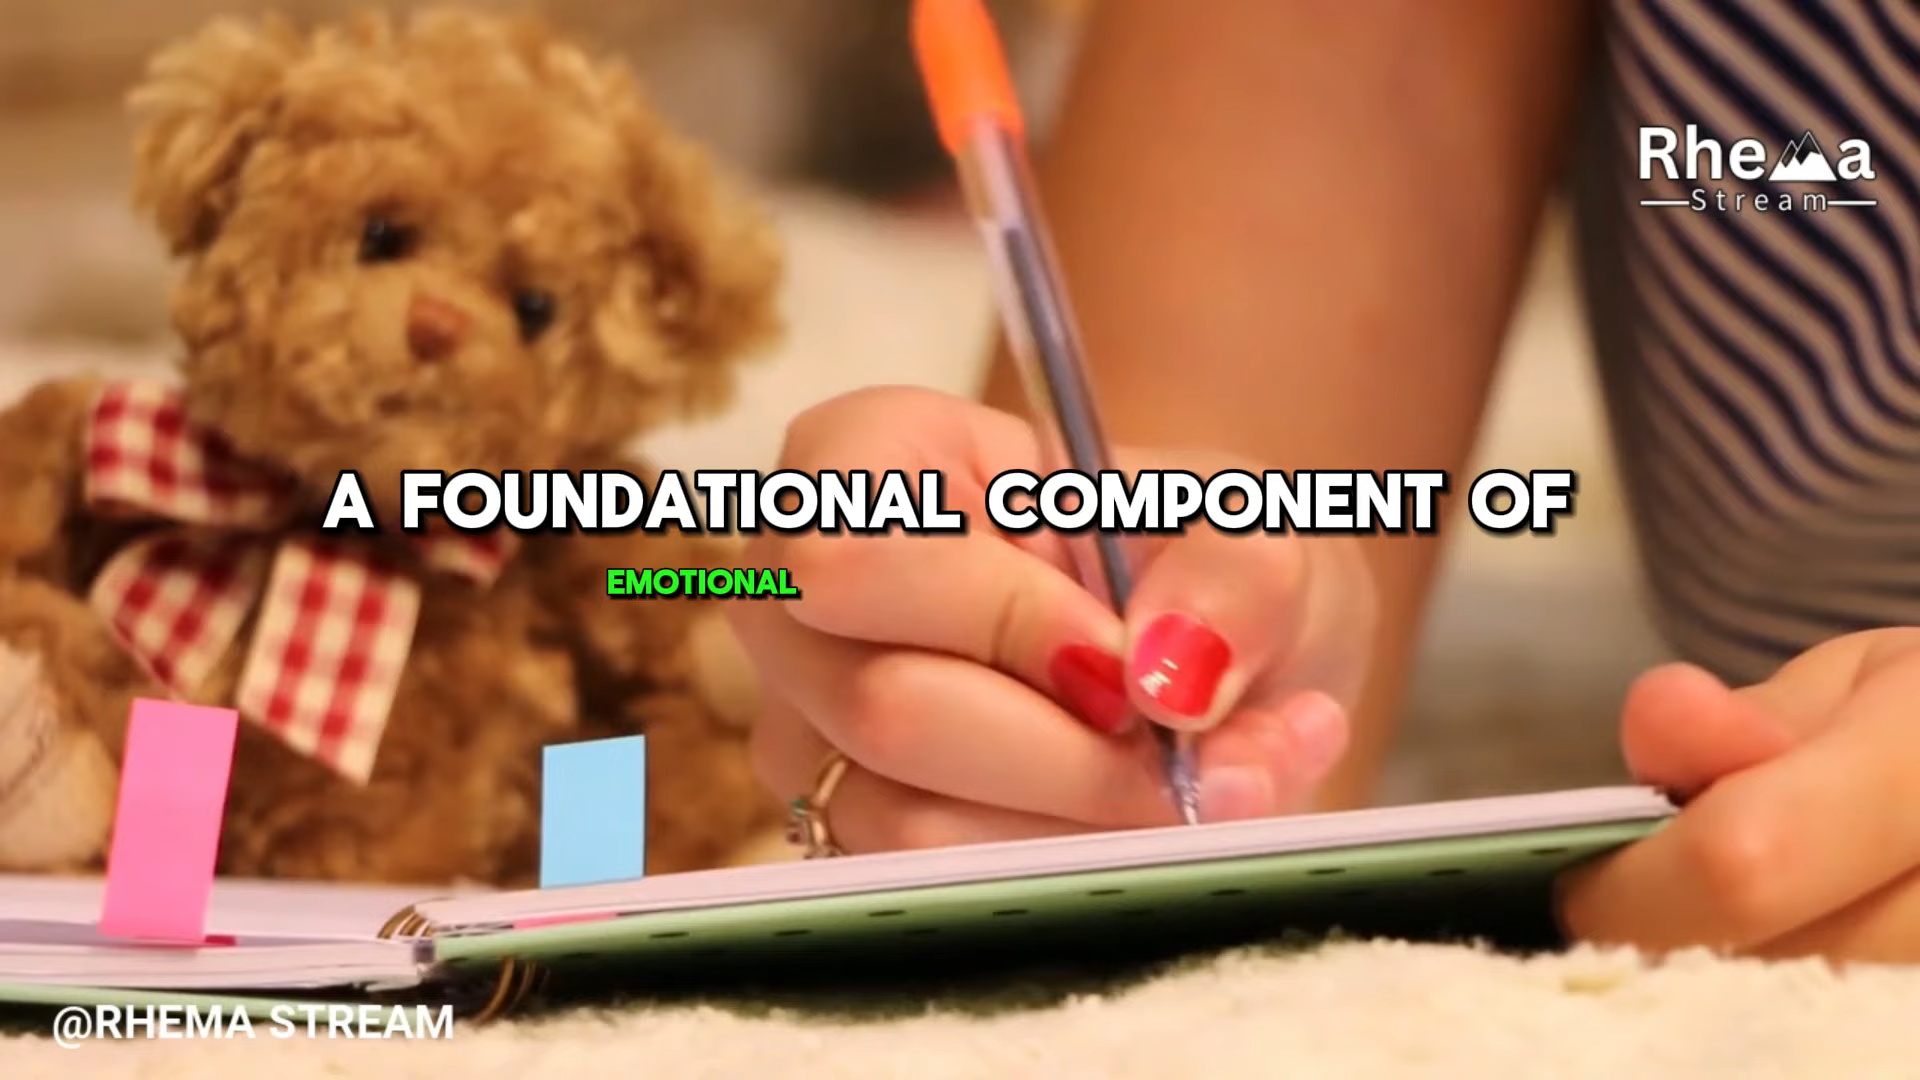 Rhema
Stream
A FOUNDATIONAL COMPONENT OF
EMOTIONAL
@RHEMA STREAM